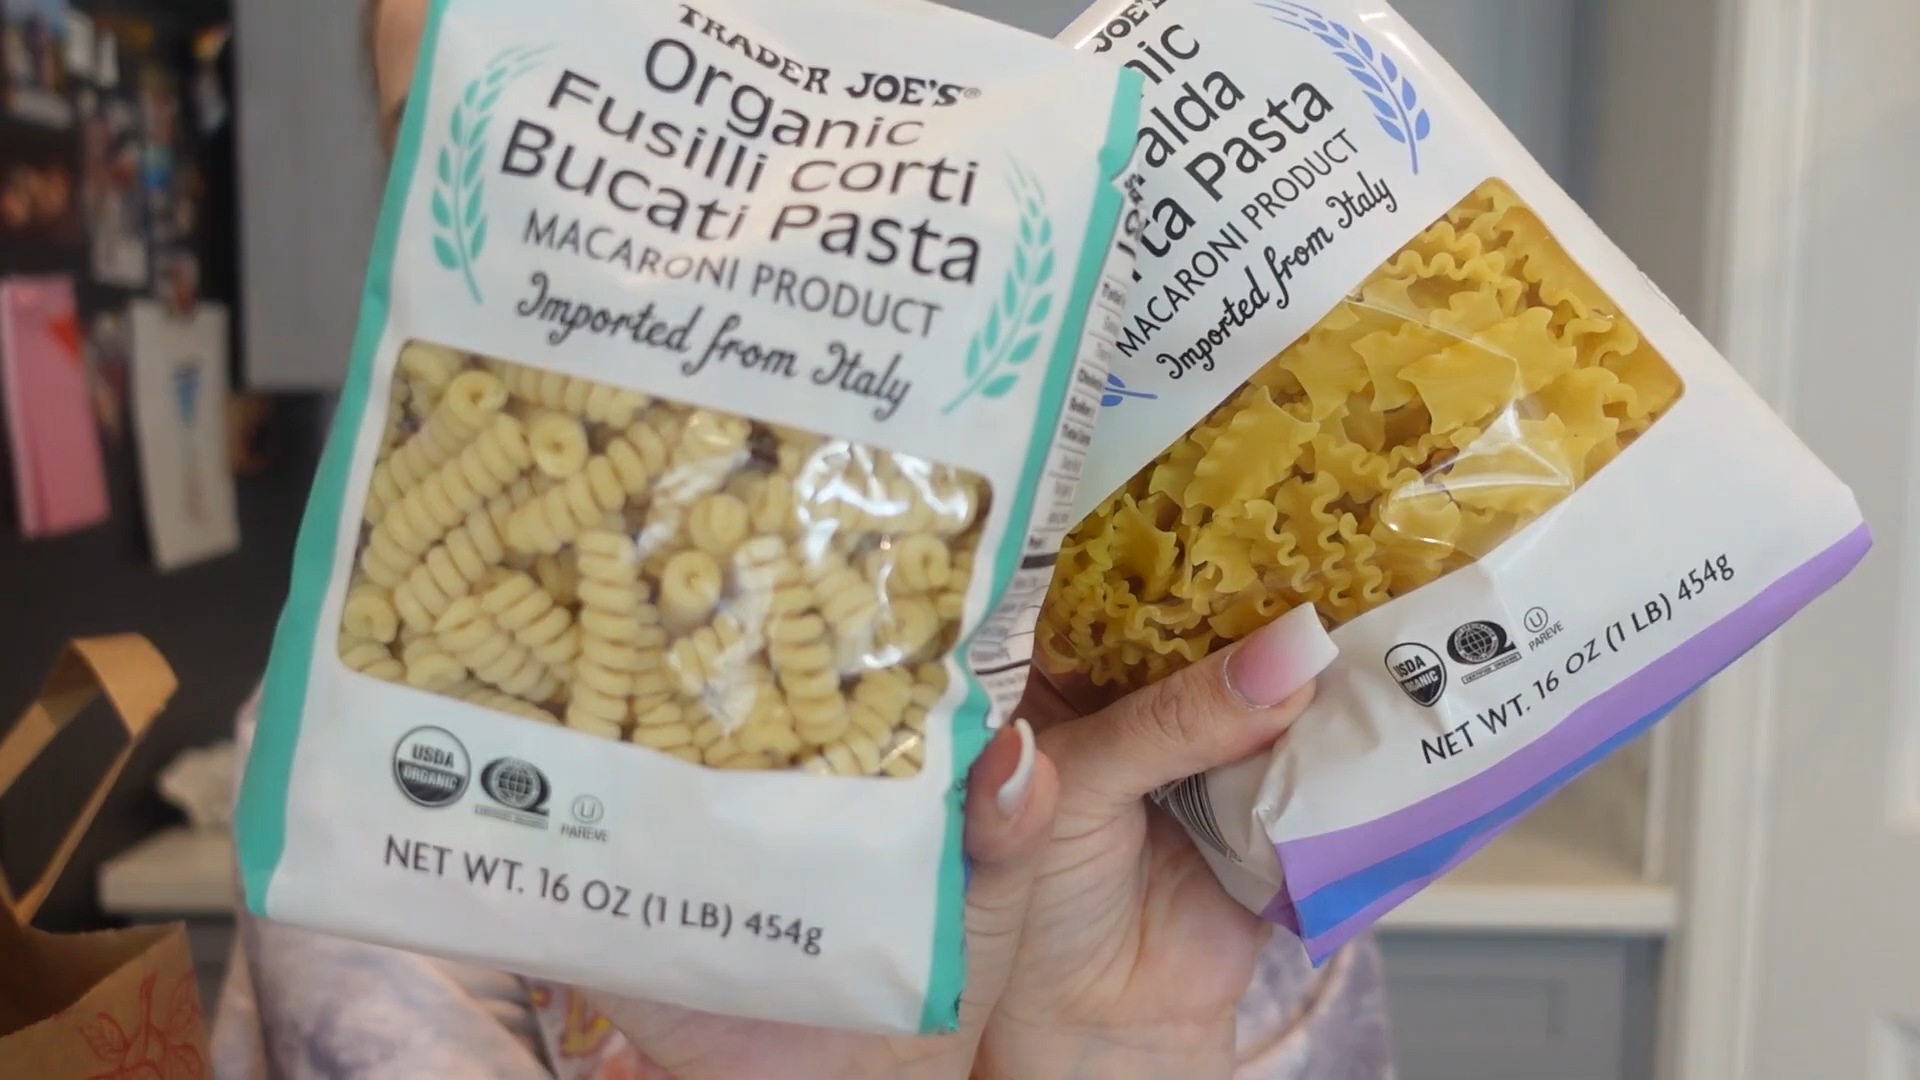 TRADER JOE'S®
Organic
Fusilli corti
Bucati Pasta
MACARONI PRODUCT
Imported from Italy
USDA
ORGANIC
U
PAREVE
NET WT. 16 OZ (1 LB) 454g
JOE'S
nic
alda
ta Pasta
MACARONI PRODUCT
Imported from Italy
USDA
ORGANIC
U
PAREVE
NET WT. 16 OZ (1 LB) 454g